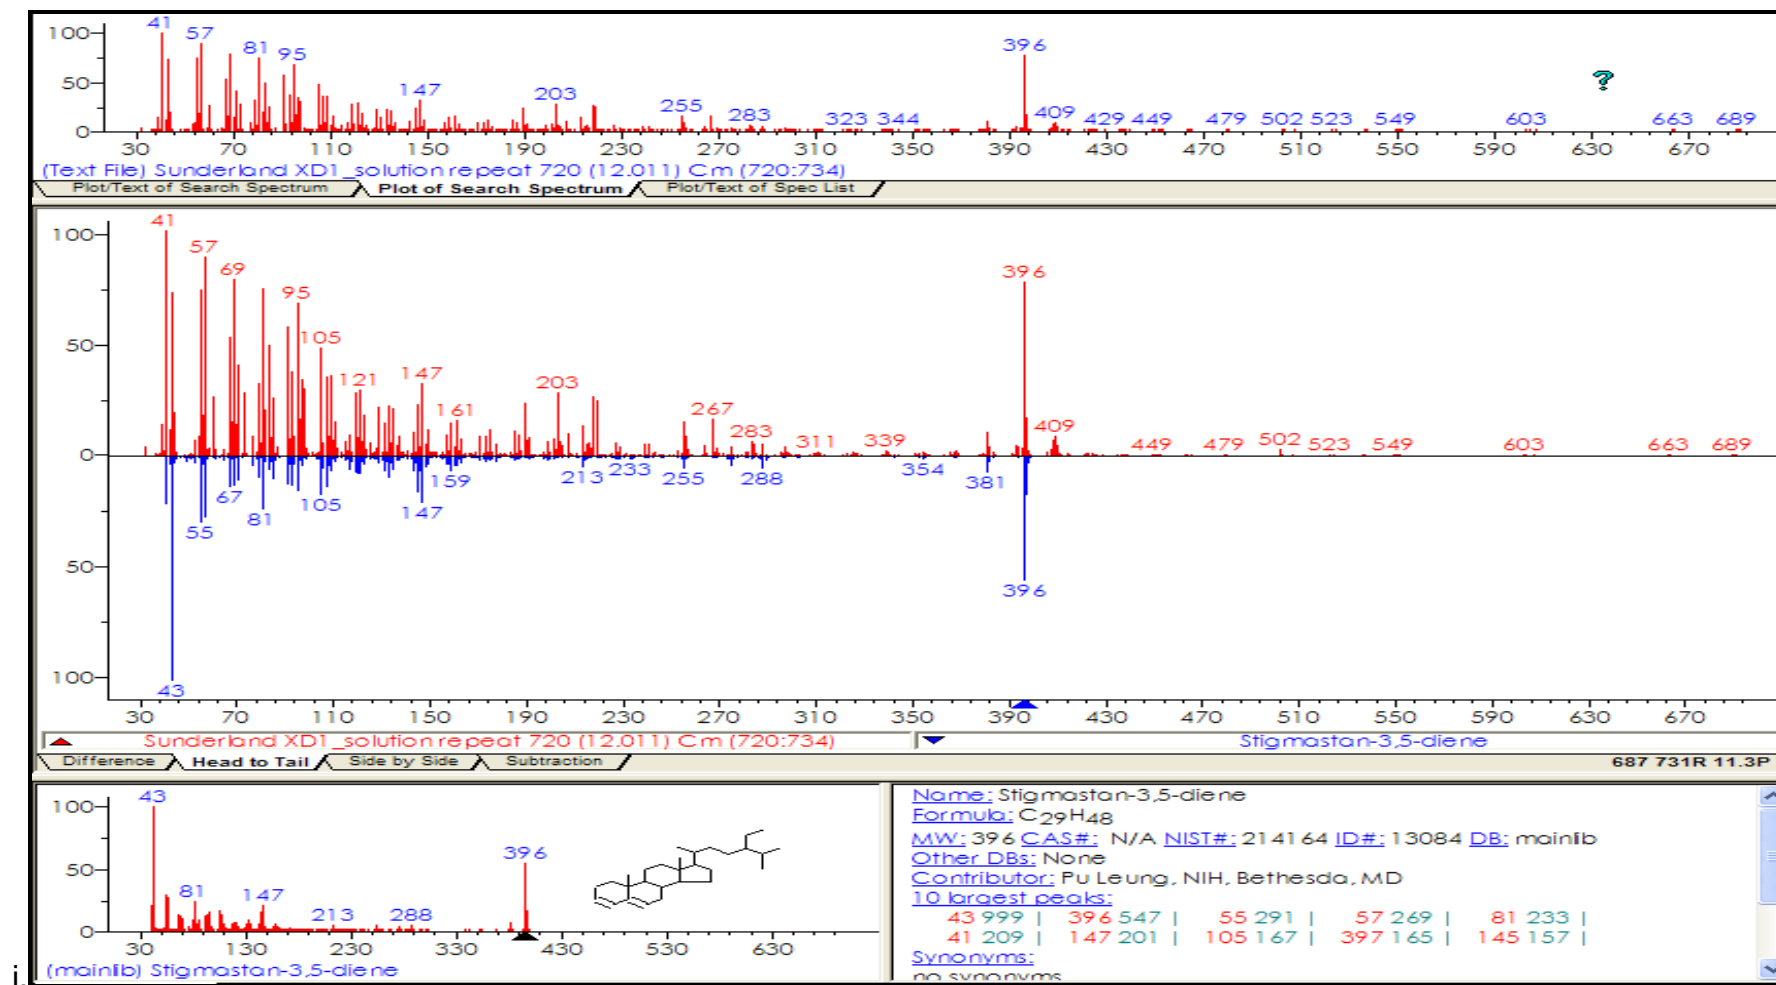 100
50
0
41 57 81 95 147 203 255 283 323 344 396 409 429 449 479 502 523 549 603 663 689
30 70 110 150 190 230 270 310 350 390 430 470 510 550 590 630 670
?
(Text File) Sunderland XD1_solution repeat 720 (12.011) Cm (720:734)
Plot/Text of Search Spectrum Plot of Search Spectrum Plot/Text of Spec List
100
50
0
50
100
41 57 69 95 105 121 147 161 203 267 283 311 339 396 409 449 479 502 523 549 603 663 689
43 55 67 81 105 147 159 213 233 255 288 354 381 396
30 70 110 150 190 230 270 310 350 390 430 470 510 550 590 630 670
Sunderland XD1_solution repeat 720 (12.011) Cm (720:734) Stigmastan-3,5-diene
Difference Head to Tail Side by Side Subtraction 687 731R 11.3P
100
50
0
43 81 147 213 288 396
30 130 230 330 430 530 630
(mainlib) Stigmastan-3,5-diene
Name: Stigmastan-3,5-diene
Formula: C29H48
MW: 396 CAS#: N/A NIST#: 214164 ID#: 13084 DB: mainlib
Other DBs: None
Contributor: Pu Leung, NIH, Bethesda, MD
10 largest peaks:
43 999 | 396 547 | 55 291 | 57 269 | 81 233 |
41 209 | 147 201 | 105 167 | 397 165 | 145 157 |
Synonyms:
no synonyms
i.